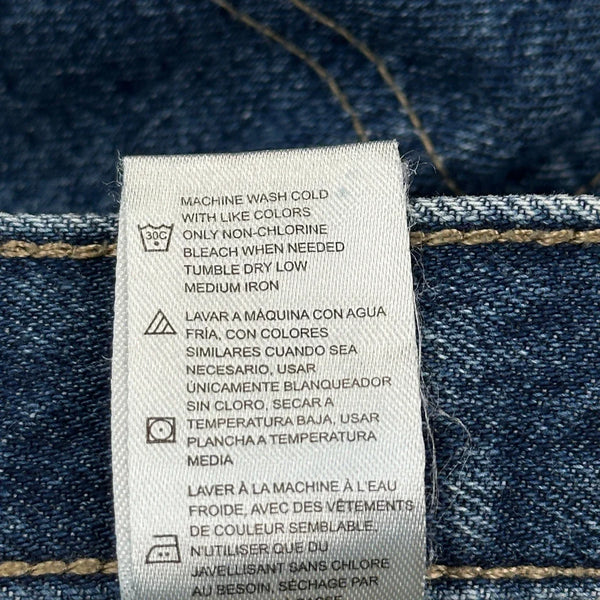 MACHINE WASH COLD
WITH LIKE COLORS
30C ONLY NON-CHLORINE
BLEACH WHEN NEEDED
TUMBLE DRY LOW
MEDIUM IRON
LAVAR A MÁQUINA CON AGUA
FRÍA, CON COLORES
SIMILARES CUANDO SEA
NECESARIO, USAR
ÚNICAMENTE BLANQUEADOR
SIN CLORO, SECAR A
TEMPERATURA BAJA, USAR
PLANCHA A TEMPERATURA
MEDIA
LAVER À LA MACHINE À L'EAU
FROIDE, AVEC DES VÊTEMENTS
DE COULEUR SEMBLABLE.
N'UTILISER QUE DU
JAVELLISANT SANS CHLORE
AU BESOIN, SÉCHAGE PAR